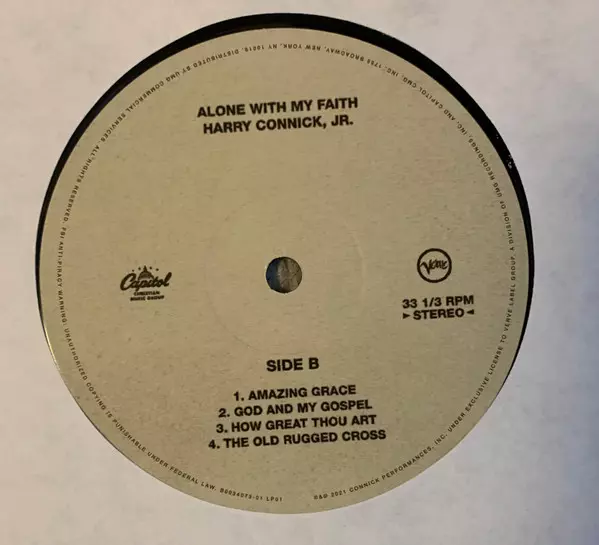 ALONE WITH MY FAITH
HARRY CONNICK, JR.
Capitol
CHRISTIAN
MUSIC GROUP
Verve
33 1/3 RPM
►STEREO◄
SIDE B
1. AMAZING GRACE
2. GOD AND MY GOSPEL
3. HOW GREAT THOU ART
4. THE OLD RUGGED CROSS
℗&© 2021 CONNICK PERFORMANCES, INC. UNDER EXCLUSIVE LICENSE TO VERVE LABEL GROUP, A DIVISION OF UMG RECORDINGS, INC. AND CAPITOL CMG, INC. 1755 BROADWAY, NEW YORK, NY 10019. DISTRIBUTED BY UMG COMMERCIAL SERVICES. ALL RIGHTS RESERVED. FBI ANTI-PIRACY WARNING: UNAUTHORIZED COPYING IS PUNISHABLE UNDER FEDERAL LAW.